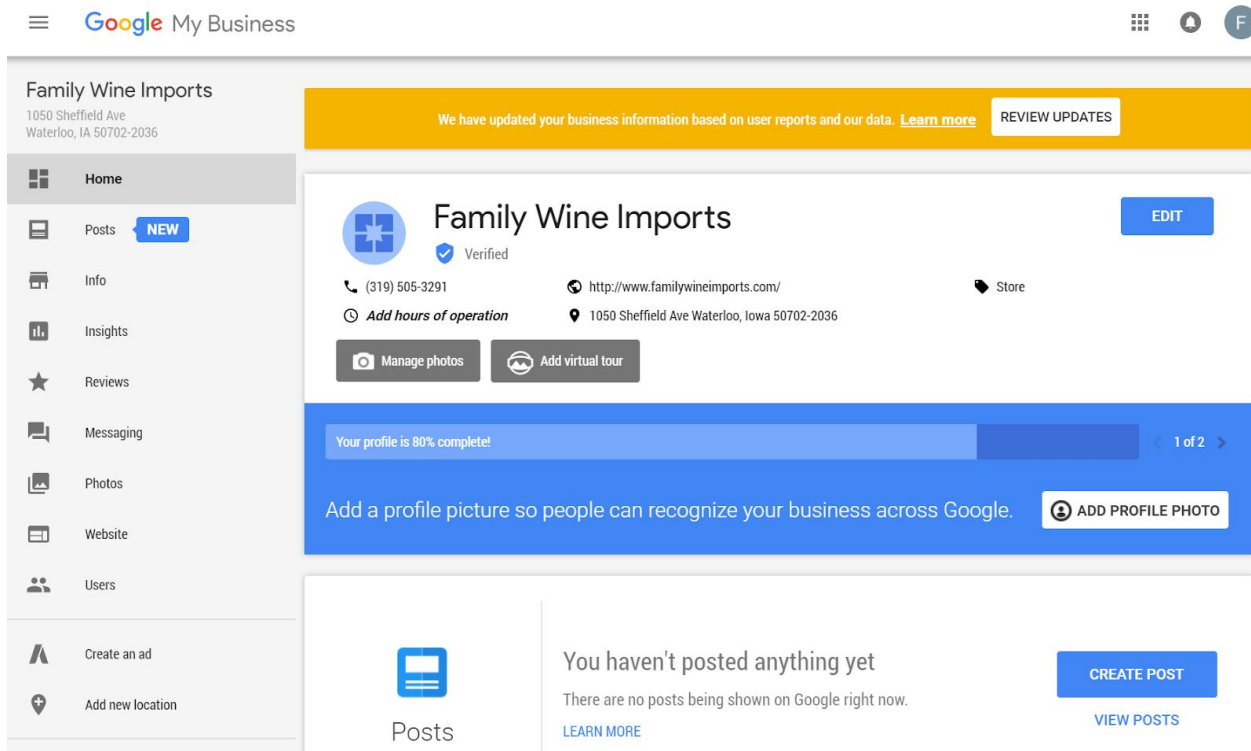 Google My Business
F
Family Wine Imports
1050 Sheffield Ave
Waterloo, IA 50702-2036
Home
Posts NEW
Info
Insights
Reviews
Messaging
Photos
Website
Users
Create an ad
Add new location
We have updated your business information based on user reports and our data. Learn more REVIEW UPDATES
Family Wine Imports
EDIT
Verified
(319) 505-3291 http://www.familywineimports.com/ Store
Add hours of operation 1050 Sheffield Ave Waterloo, Iowa 50702-2036
Manage photos Add virtual tour
Your profile is 80% complete! 1 of 2
Add a profile picture so people can recognize your business across Google. ADD PROFILE PHOTO
Posts
You haven't posted anything yet
There are no posts being shown on Google right now.
LEARN MORE
CREATE POST
VIEW POSTS